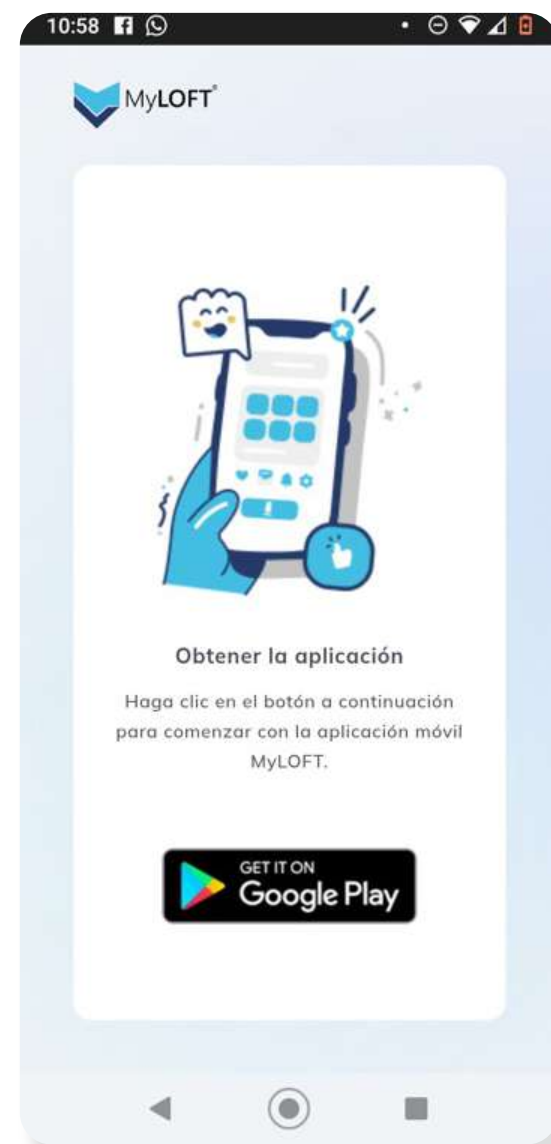 10:58
MyLOFT®
Obtener la aplicación
Haga clic en el botón a continuación
para comenzar con la aplicación móvil
MyLOFT.
GET IT ON
Google Play